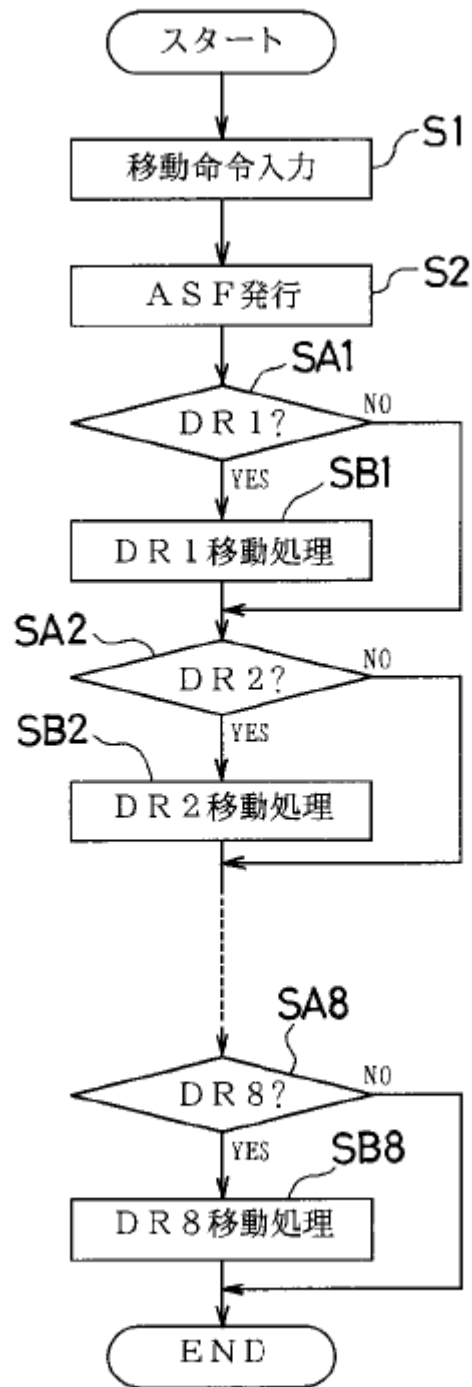 スタート
S1
移動命令入力
S2
ASF発行
SA1
DR1?
NO
YES
SB1
DR1移動処理
SA2
DR2?
NO
YES
SB2
DR2移動処理
SA8
DR8?
NO
YES
SB8
DR8移動処理
END